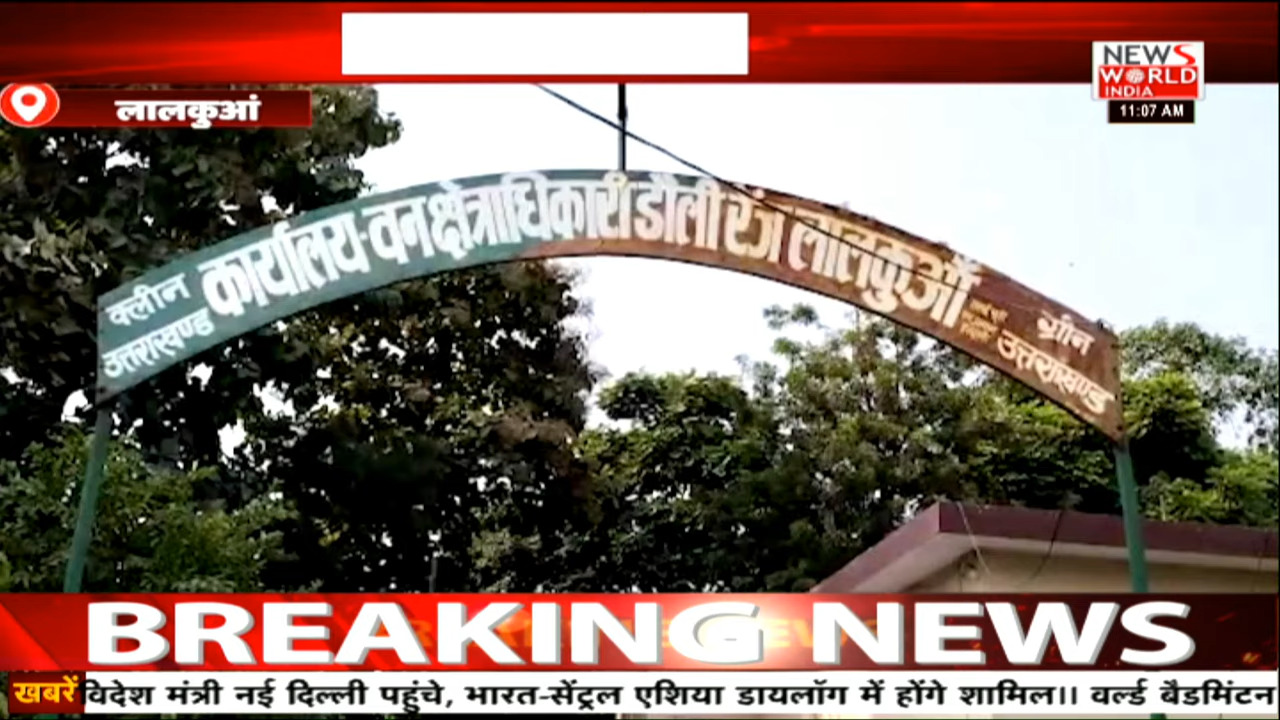 NEWS
WORLD
INDIA
11:07 AM
लालकुआं
क्लीन
उत्तराखण्ड
कार्यालय-वन क्षेत्राधिकारी डौली रेंज लालकुआँ
ग्रीन
उत्तराखण्ड
BREAKING NEWS
खबरें विदेश मंत्री नई दिल्ली पहुंचे, भारत-सेंट्रल एशिया डायलॉग में होंगे शामिल।। वर्ल्ड बैडमिंटन